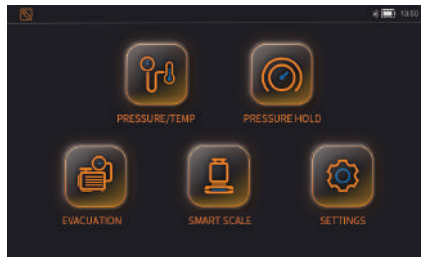 13:50
PRESSURE/TEMP
PRESSURE HOLD
EVACUATION
SMART SCALE
SETTINGS